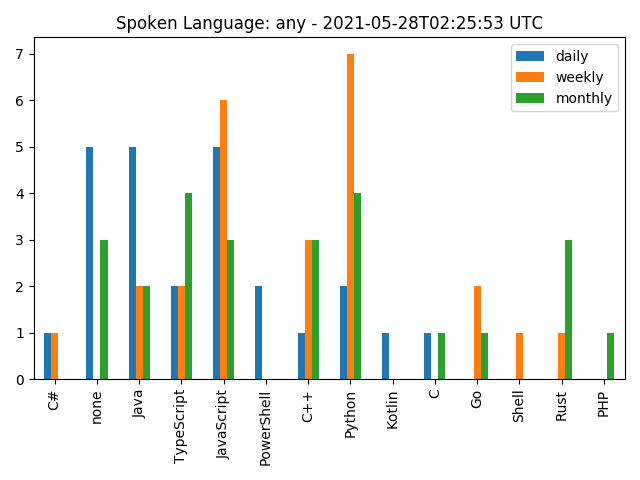 Spoken Language: any - 2021-05-28T02:25:53 UTC
daily
weekly
monthly
7
6
5
4
3
2
1
0
C#
none
Java
TypeScript
JavaScript
PowerShell
C++
Python
Kotlin
C
Go
Shell
Rust
PHP